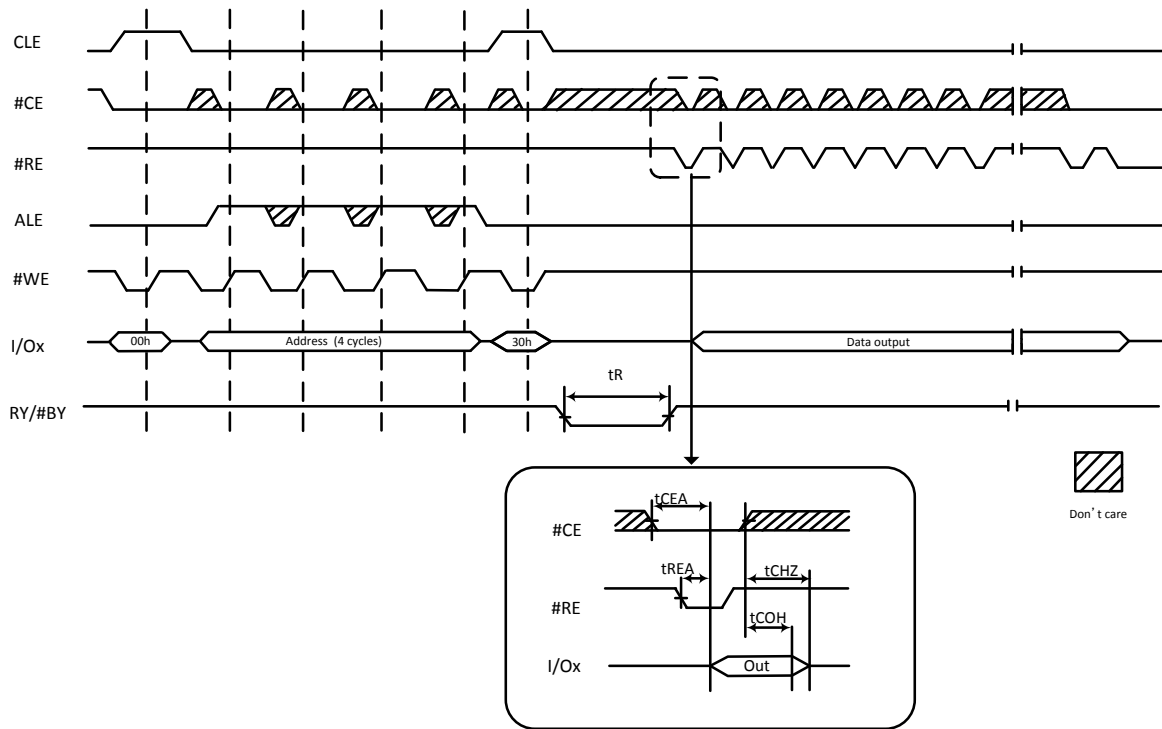 CLE
#CE
#RE
ALE
#WE
I/Ox
00h
Address (4 cycles)
30h
Data output
tR
RY/#BY
Don't care
tCEA
#CE
tREA
tCHZ
#RE
tCOH
I/Ox
Out